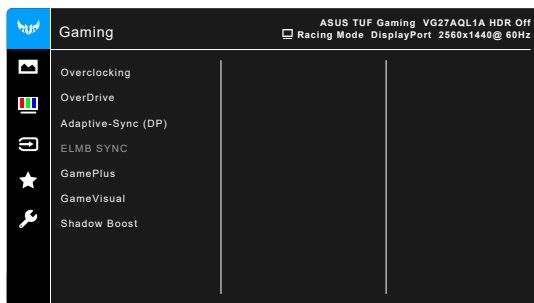 Gaming
ASUS TUF Gaming VG27AQL1A HDR Off
Racing Mode DisplayPort 2560x1440@ 60Hz
Overclocking
OverDrive
Adaptive-Sync (DP)
ELMB SYNC
GamePlus
GameVisual
Shadow Boost